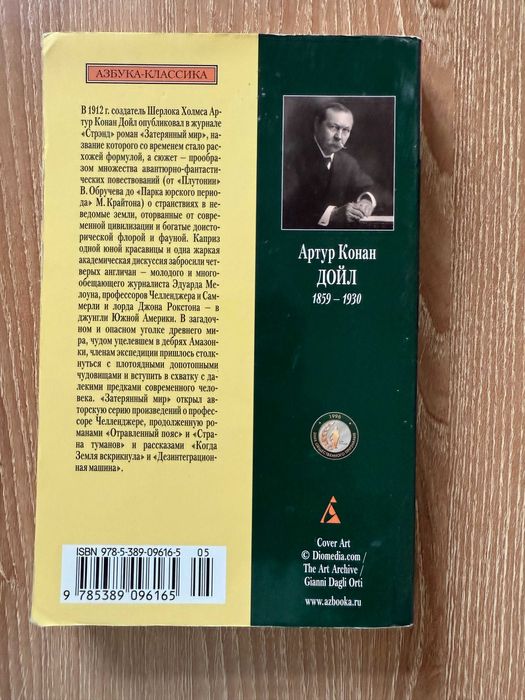 АЗБУКА-КЛАССИКА
В 1912 г. создатель Шерлока Холмса Ар-
тур Конан Дойл опубликовал в журнале
«Стрэнд» роман «Затерянный мир», на-
звание которого со временем стало рас-
хожей формулой, а сюжет – прообра-
зом множества авантюрно-фантасти-
ческих повествований (от «Плутонии»
В. Обручева до «Парка юрского перио-
да» М. Крайтона) о странствиях в не-
ведомые земли, оторванные от совре-
менной цивилизации и богатые доисто-
рической флорой и фауной. Каприз
одной юной красавицы и одна жаркая
академическая дискуссия забросили чет-
верых англичан – молодого и много-
обещающего журналиста Эдуарда Ме-
лоуна, профессоров Челленджера и Сам-
мерли и лорда Джона Рокстона – в
джунгли Южной Америки. В загадоч-
ном и опасном уголке древнего ми-
ра, чудом уцелевшем в дебрях Амазон-
ки, членам экспедиции пришлось столк-
нуться с плотоядными допотопными
чудовищами и вступить в схватку с да-
лекими предками современного чело-
века. «Затерянный мир» открыл ав-
торскую серию произведений о профес-
соре Челленджере, продолженную ро-
манами «Отравленный пояс» и «Стра-
на туманов» и рассказами «Когда
Земля вскрикнула» и «Дезинтеграцион-
ная машина».
ISBN 978-5-389-09616-5
05
9 785389 096165
Артур Конан
ДОЙЛ
1859 – 1930
1998
Cover Art
© Diomedia.com /
The Art Archive /
Gianni Dagli Orti
www.azbooka.ru